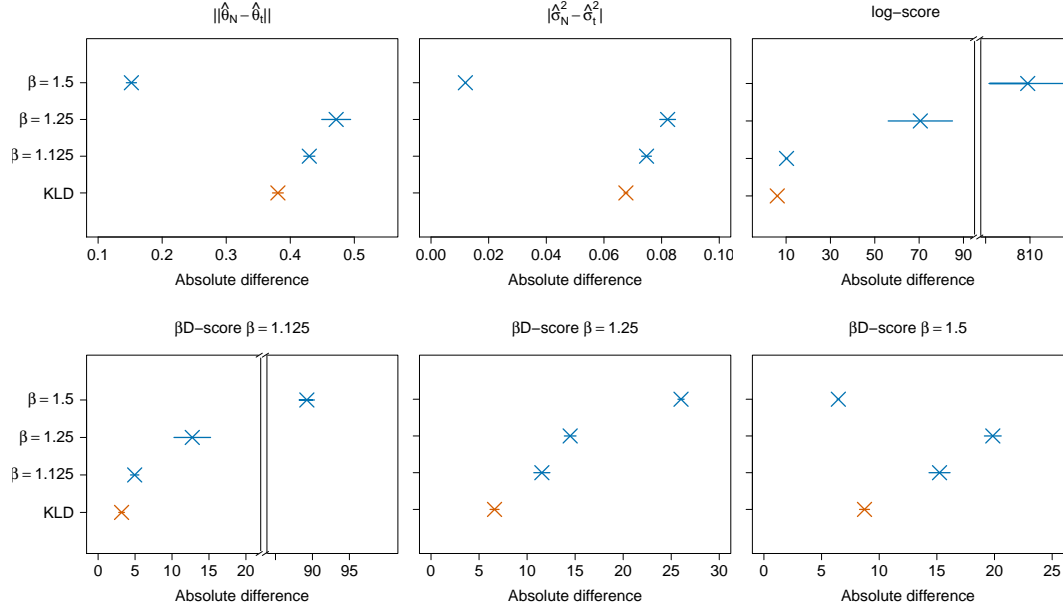 ||θ̂_N − θ̂_t||
|σ̂²_N − σ̂²_t|
log−score
β = 1.5
β = 1.25
β = 1.125
KLD
0.1 0.2 0.3 0.4 0.5
0.00 0.02 0.04 0.06 0.08 0.10
10 30 50 70 90 810
Absolute difference
Absolute difference
Absolute difference
βD−score β = 1.125
βD−score β = 1.25
βD−score β = 1.5
β = 1.5
β = 1.25
β = 1.125
KLD
0 5 10 15 20 90 95
0 5 10 15 20 25 30
0 5 10 15 20 25
Absolute difference
Absolute difference
Absolute difference